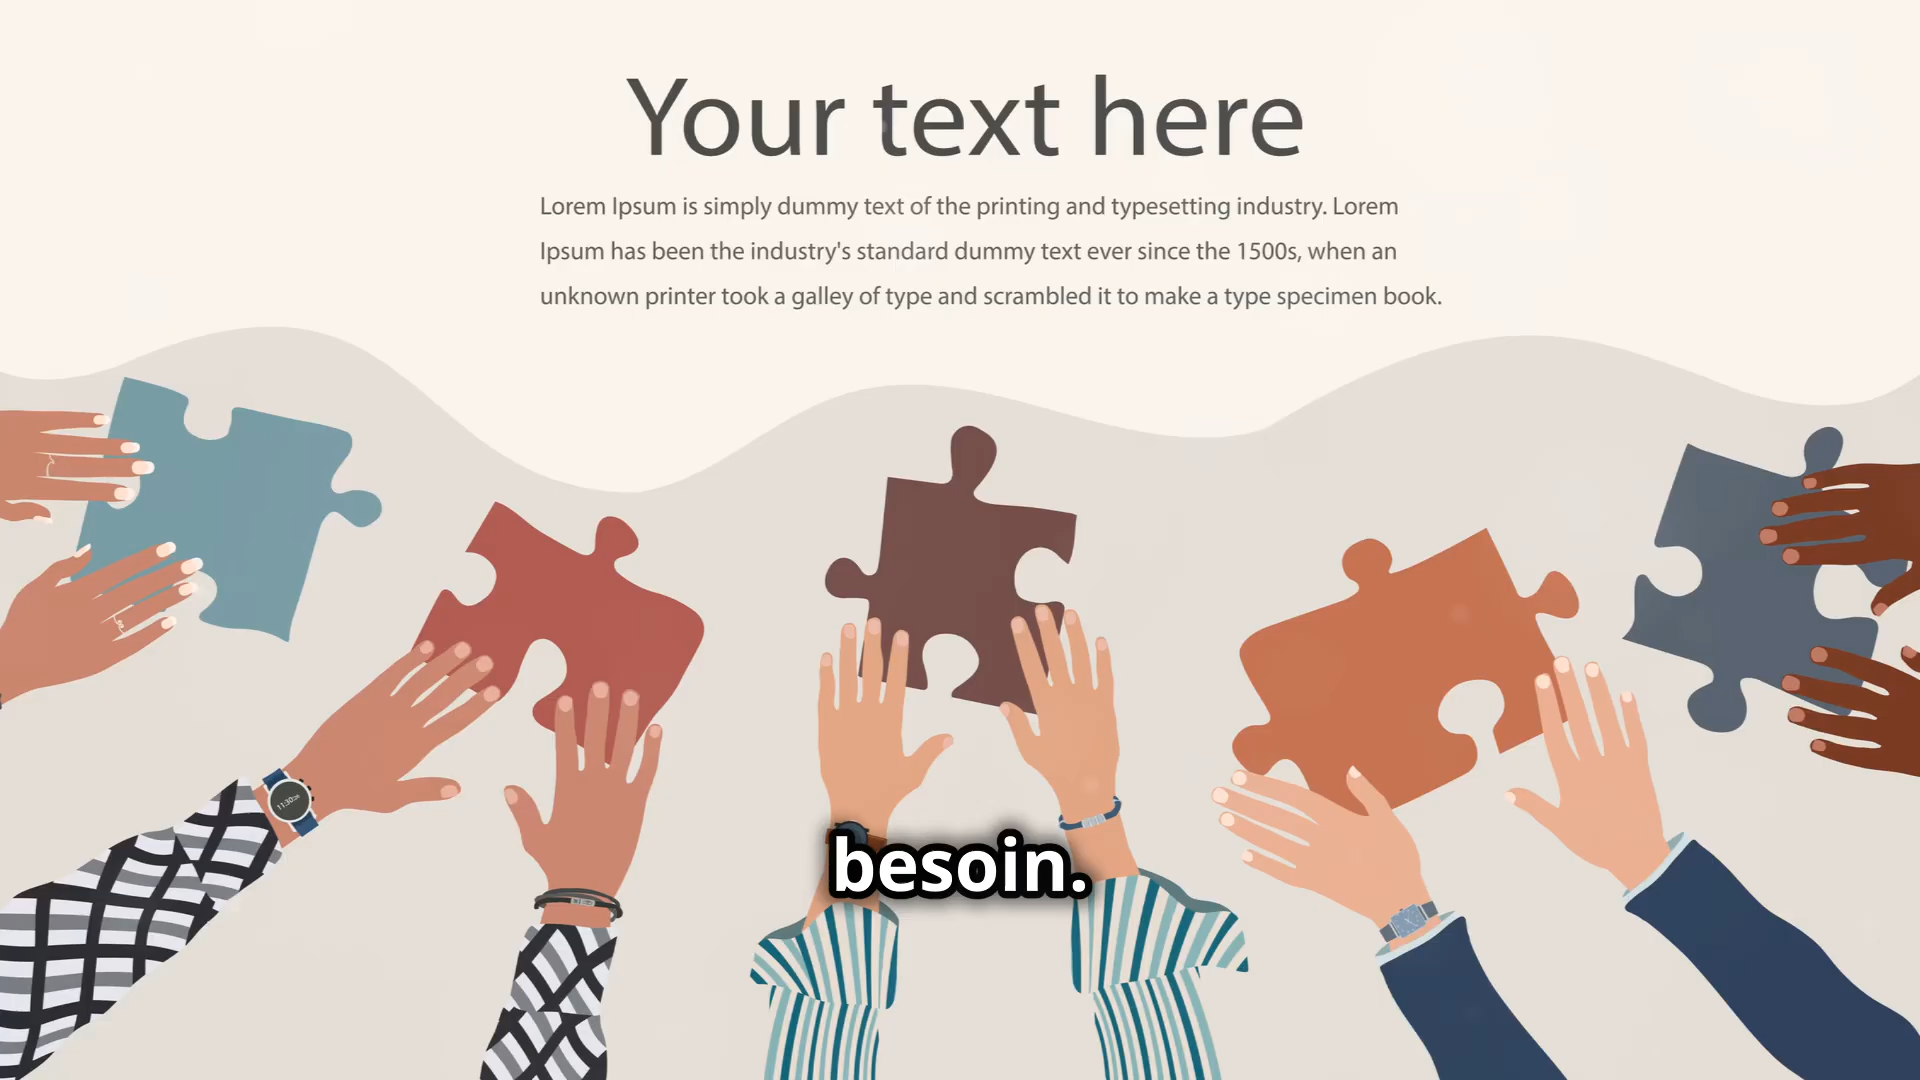 Your text here
Lorem Ipsum is simply dummy text of the printing and typesetting industry. Lorem
Ipsum has been the industry's standard dummy text ever since the 1500s, when an
unknown printer took a galley of type and scrambled it to make a type specimen book.
besoin.